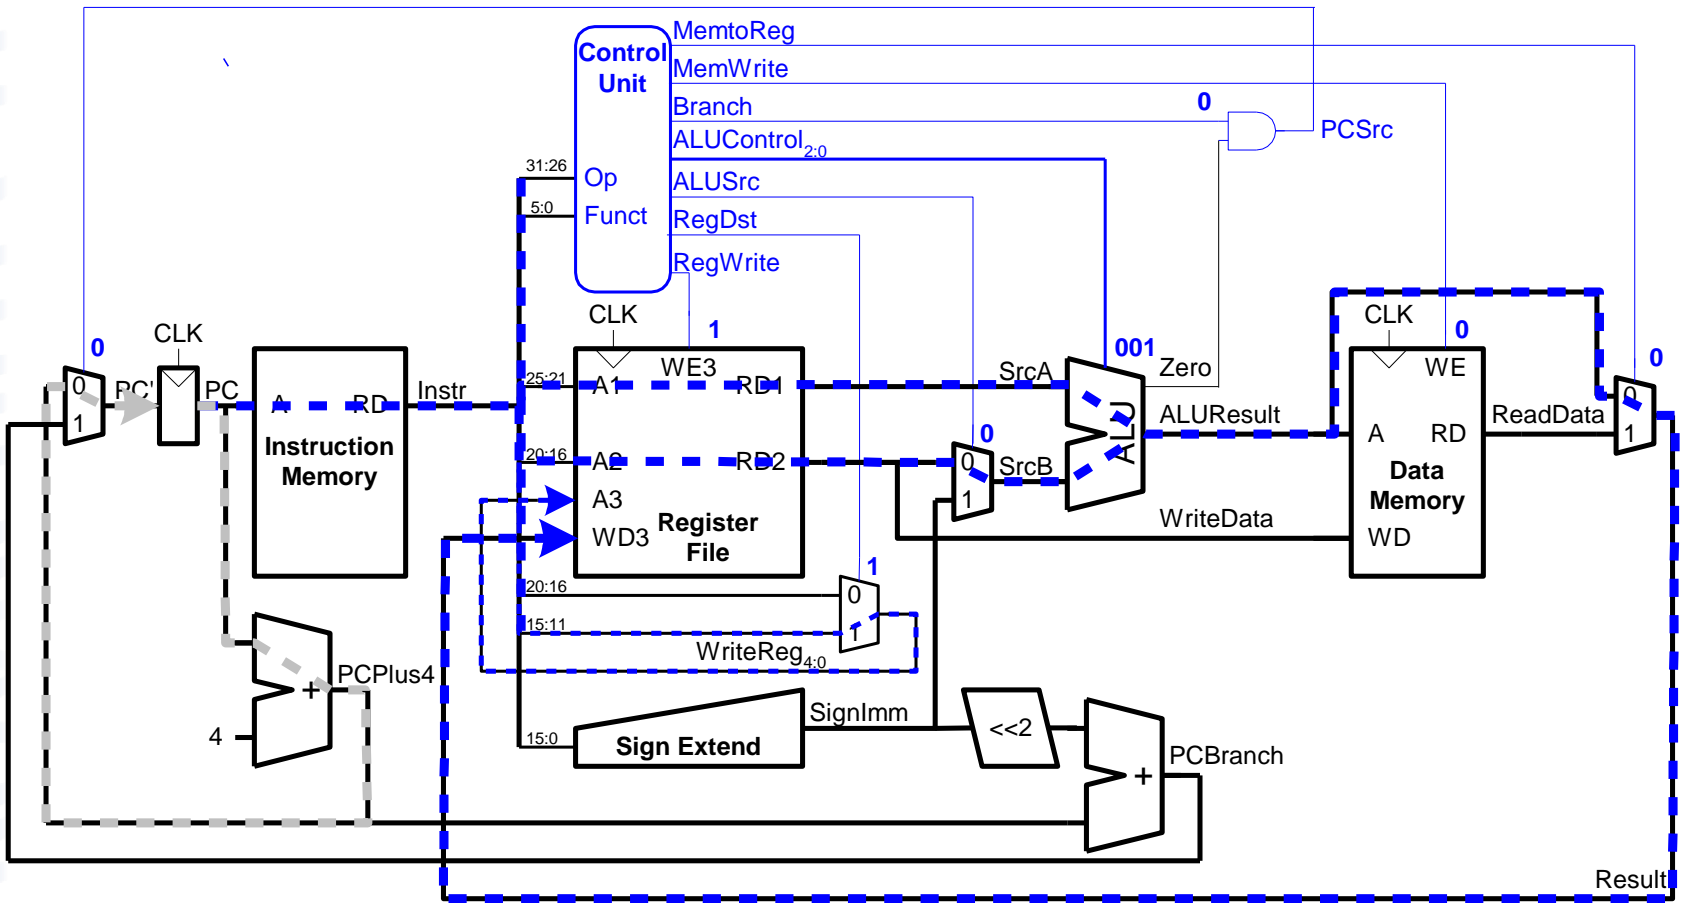 MemtoReg
Control
Unit
MemWrite
Branch
0
PCSrc
ALUControl2:0
31:26
Op
ALUSrc
5:0
Funct
RegDst
RegWrite
CLK
CLK
CLK
0
1
001
0
0
WE3
WE
Zero
0
1
PC'
PC
A
RD
Instr
Instruction
Memory
25:21
A1
RD1
SrcA
20:16
A2
RD2
A3
WD3
Register
File
0
0
1
SrcB
ALU
ALUResult
A
RD
ReadData
0
1
Data
Memory
WriteData
WD
1
20:16
0
15:11
1
WriteReg4:0
PCPlus4
+
4
15:0
Sign Extend
SignImm
<<2
+
PCBranch
Result